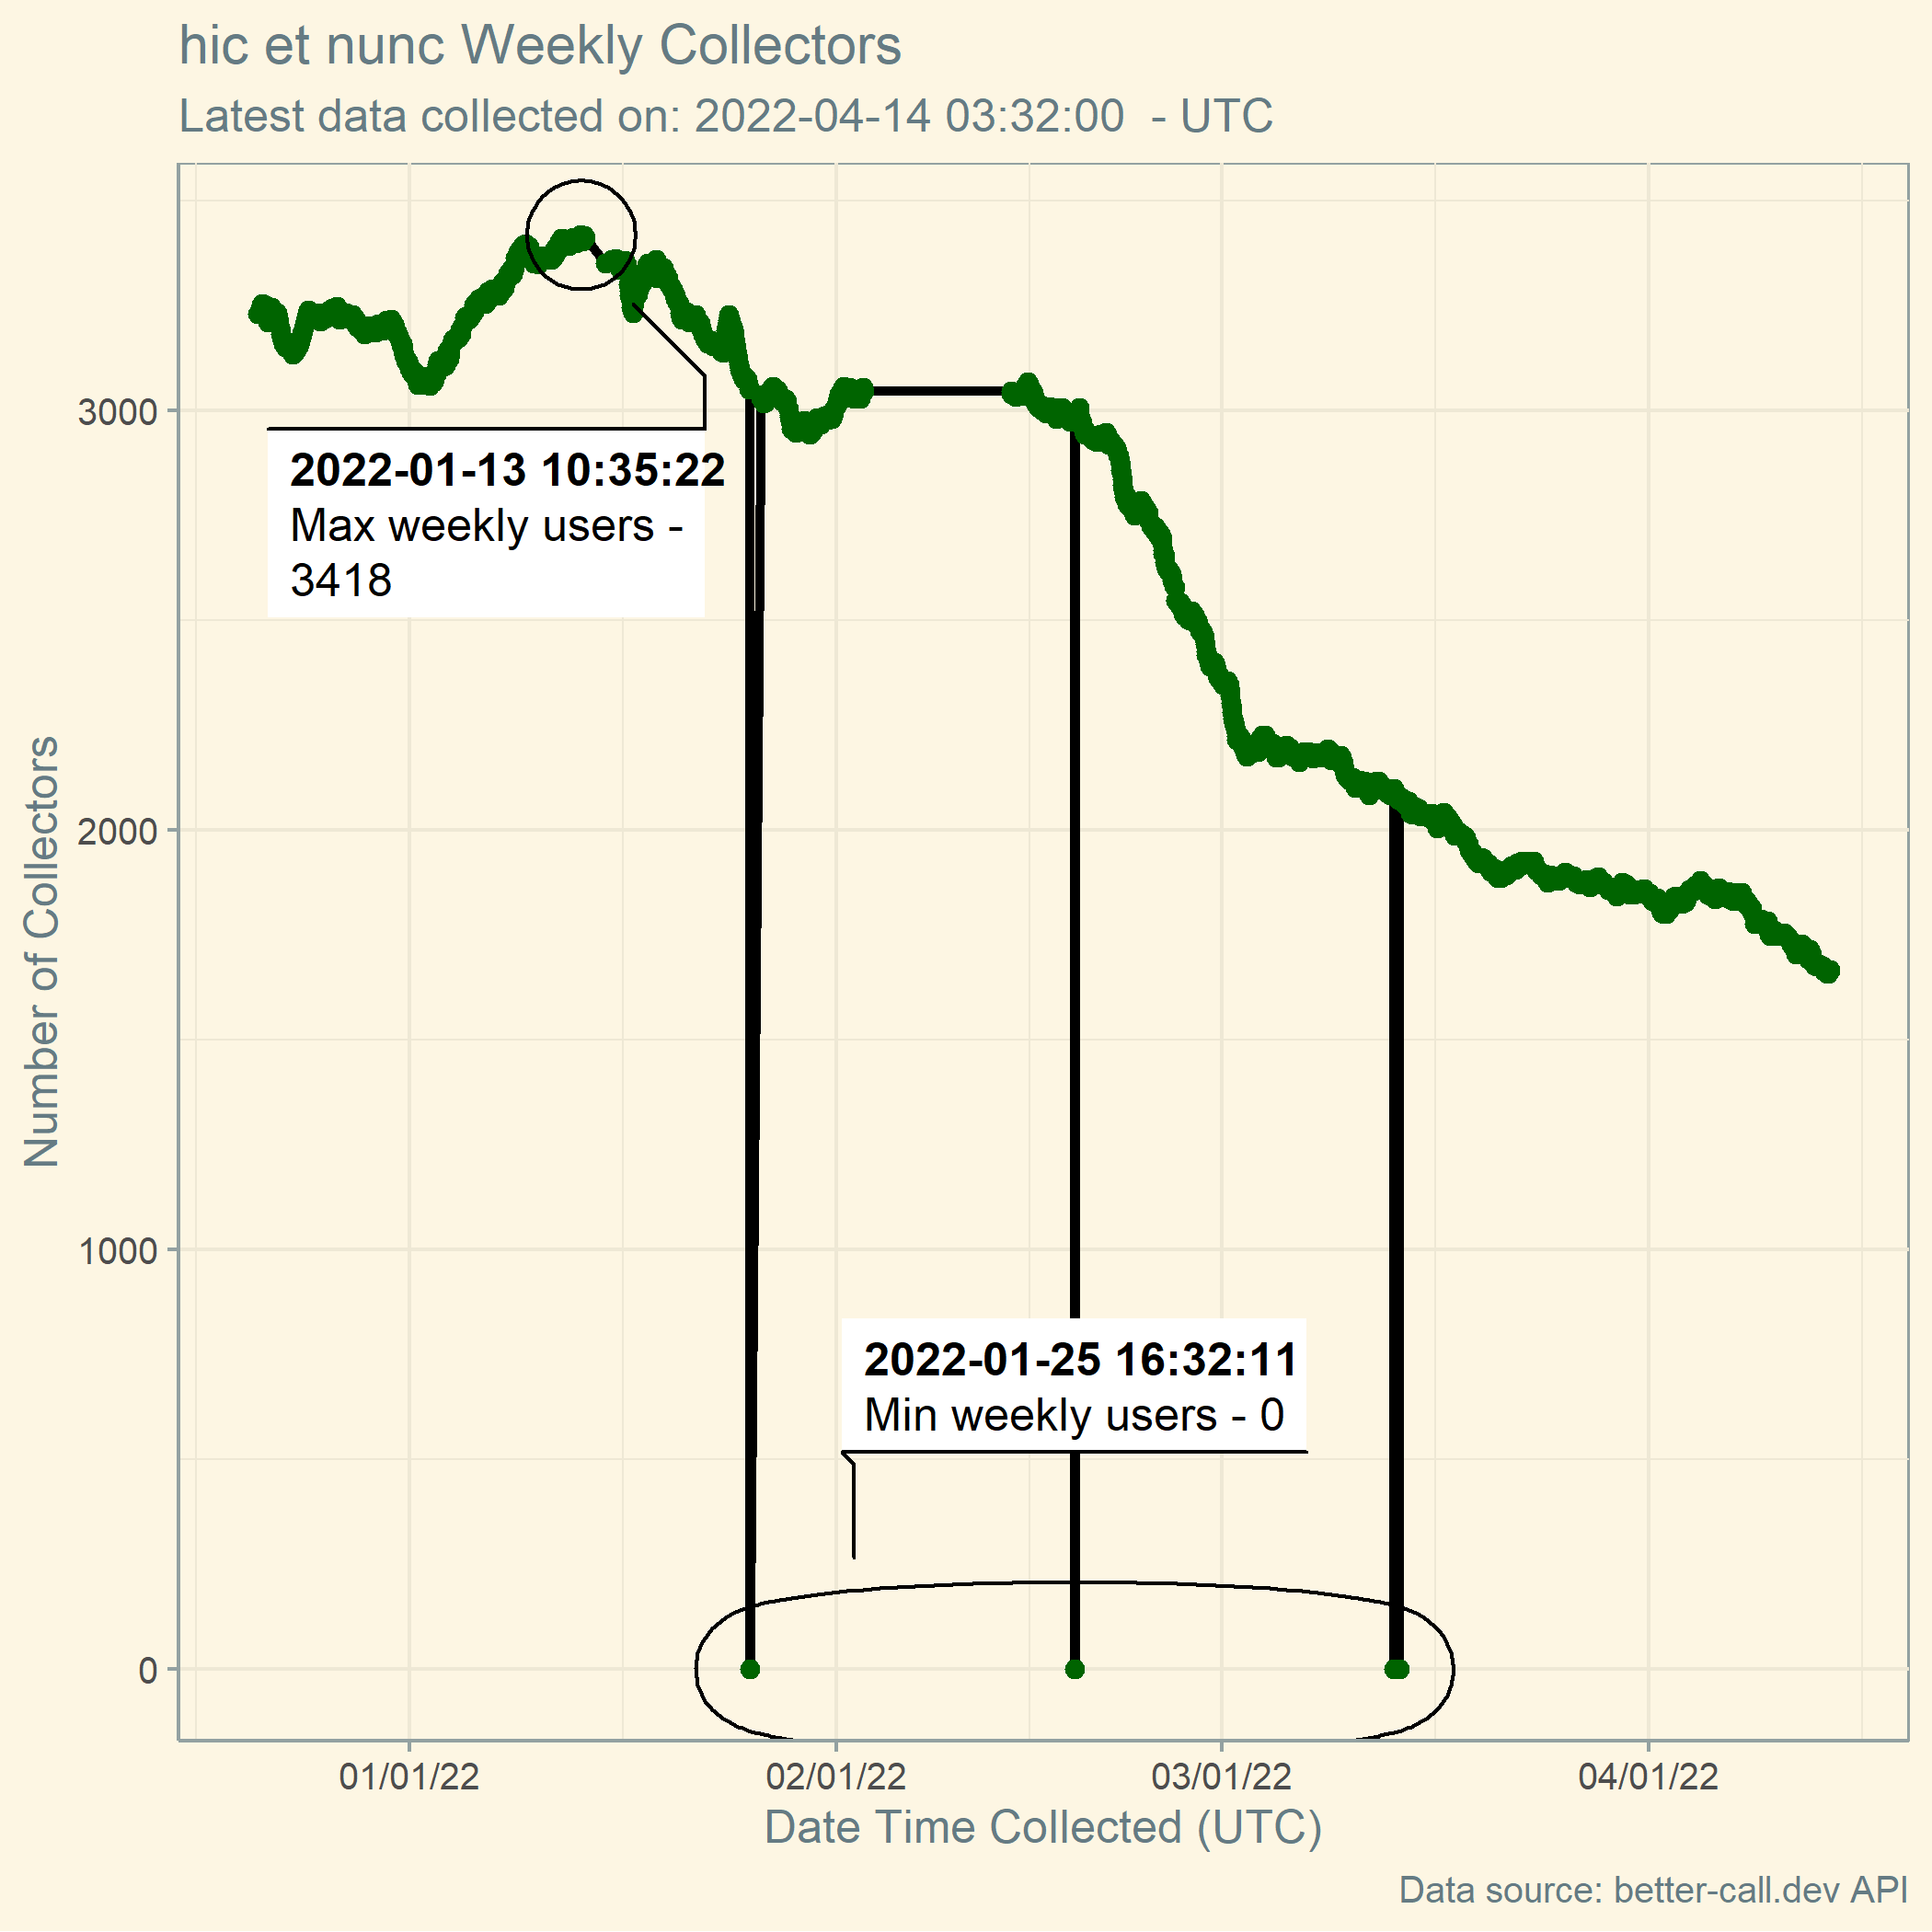 hic et nunc Weekly Collectors
Latest data collected on: 2022-04-14 03:32:00  - UTC
Number of Collectors
3000
2000
1000
0
2022-01-13 10:35:22
Max weekly users -
3418
2022-01-25 16:32:11
Min weekly users - 0
01/01/22
02/01/22
03/01/22
04/01/22
Date Time Collected (UTC)
Data source: better-call.dev API